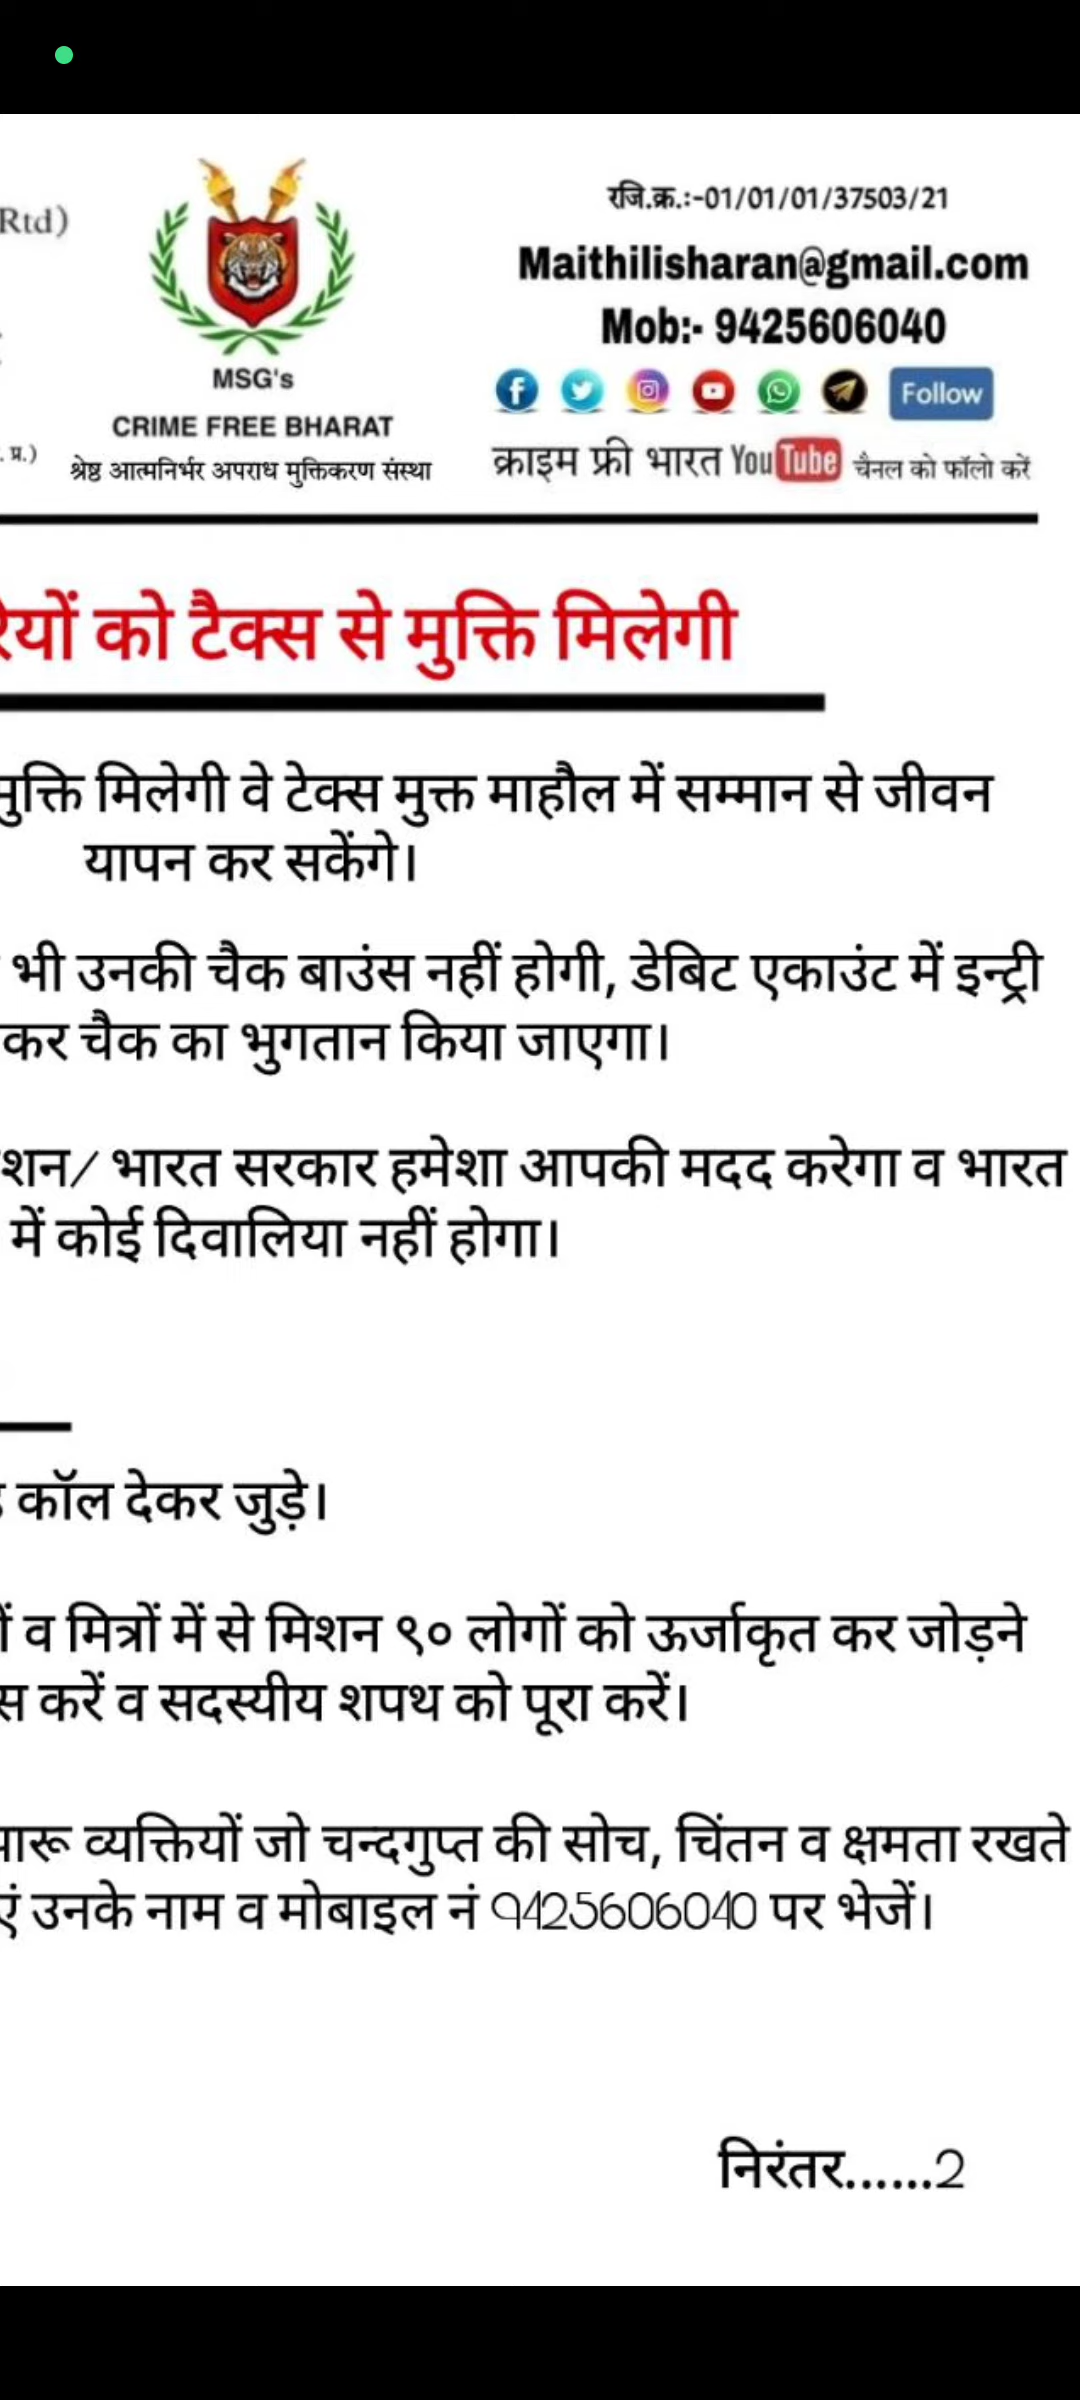 Rtd)
रजि.क्र.:-01/01/01/37503/21
Maithilisharan@gmail.com
Mob:- 9425606040
MSG's
Follow
CRIME FREE BHARAT
. प्र.)
श्रेष्ठ आत्मनिर्भर अपराध मुक्तिकरण संस्था
क्राइम फ्री भारत YouTube चैनल को फॉलो करें
को टैक्स से मुक्ति मिलेगी
मुक्ति मिलेगी वे टेक्स मुक्त माहौल में सम्मान से जीवन
यापन कर सकेंगे।
भी उनकी चैक बाउंस नहीं होगी, डेबिट एकाउंट में इन्ट्री
कर चैक का भुगतान किया जाएगा।
शन/ भारत सरकार हमेशा आपकी मदद करेगा व भारत
में कोई दिवालिया नहीं होगा।
कॉल देकर जुड़े।
व मित्रों में से मिशन ९० लोगों को ऊर्जाकृत कर जोड़ने
स करें व सदस्यीय शपथ को पूरा करें।
व्यक्तियों जो चन्दगुप्त की सोच, चिंतन व क्षमता रखते
उनके नाम व मोबाइल नं 9425606040 पर भेजें।
निरंतर......2